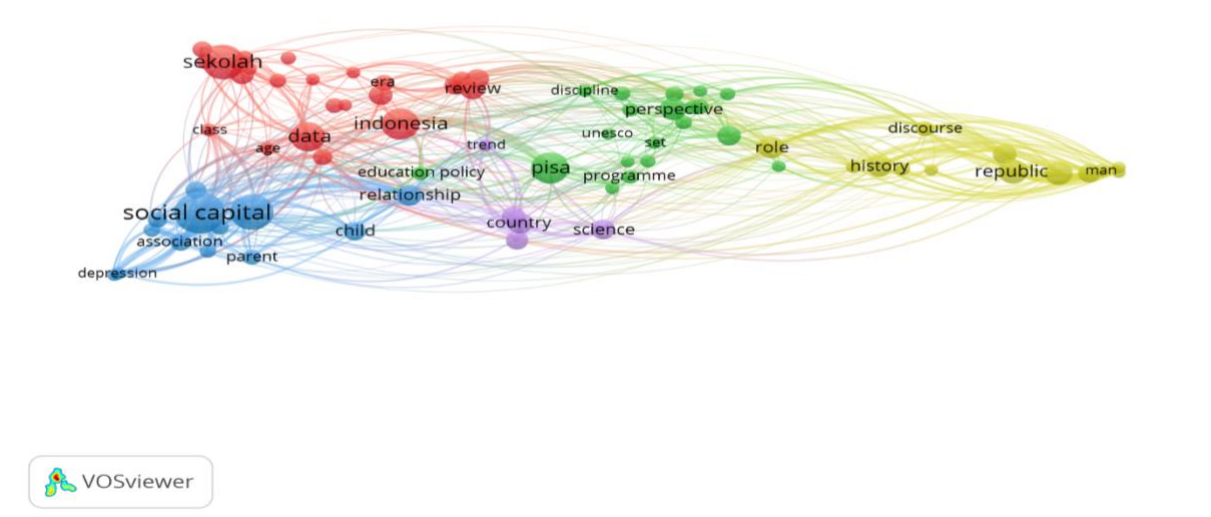 sekolah
era
review
discipline
perspective
class
indonesia
unesco
discourse
data
age
trend
set
role
education policy
pisa
programme
history
republic
man
relationship
social capital
country
child
science
association
parent
depression
VOSviewer